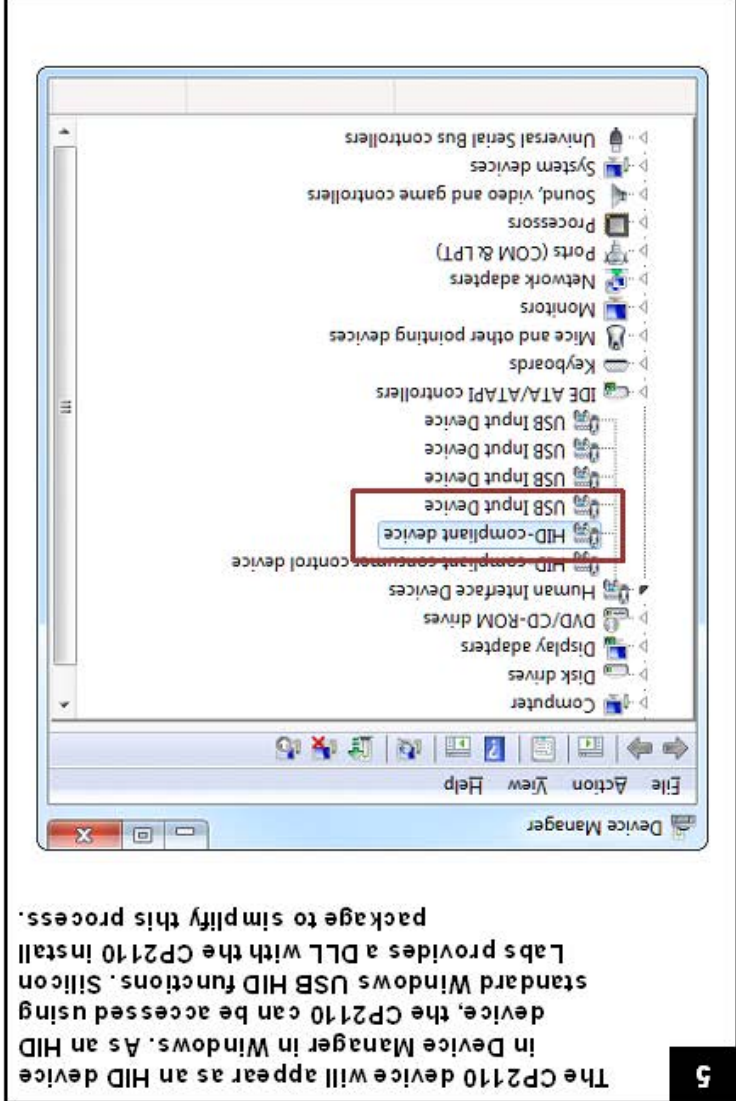 5
The CP2110 device will appear as an HID device
in Device Manager in Windows. As an HID
device, the CP2110 can be accessed using
standard Windows USB HID functions. Silicon
Labs provides a DLL with the CP2110 install
package to simplify this process.
Device Manager
File Action View Help
Computer
Disk drives
Display adapters
DVD/CD-ROM drives
Human Interface Devices
HID-compliant consumer control device
HID-compliant device
USB Input Device
USB Input Device
USB Input Device
USB Input Device
IDE ATA/ATAPI controllers
Keyboards
Mice and other pointing devices
Monitors
Network adapters
Ports (COM & LPT)
Processors
Sound, video and game controllers
System devices
Universal Serial Bus controllers